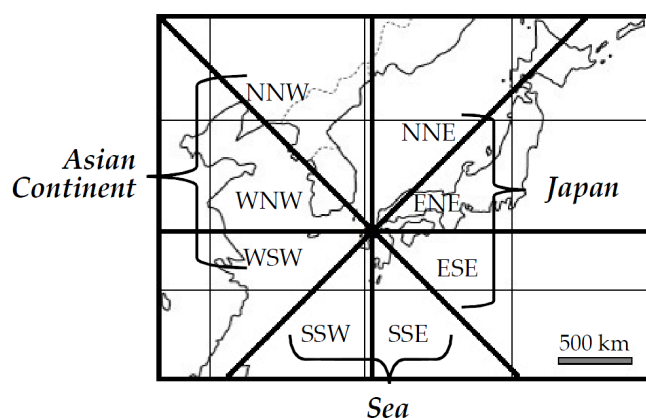 NNW
NNE
Asian
Continent
WNW
ENE
Japan
WSW
ESE
SSW
SSE
500 km
Sea